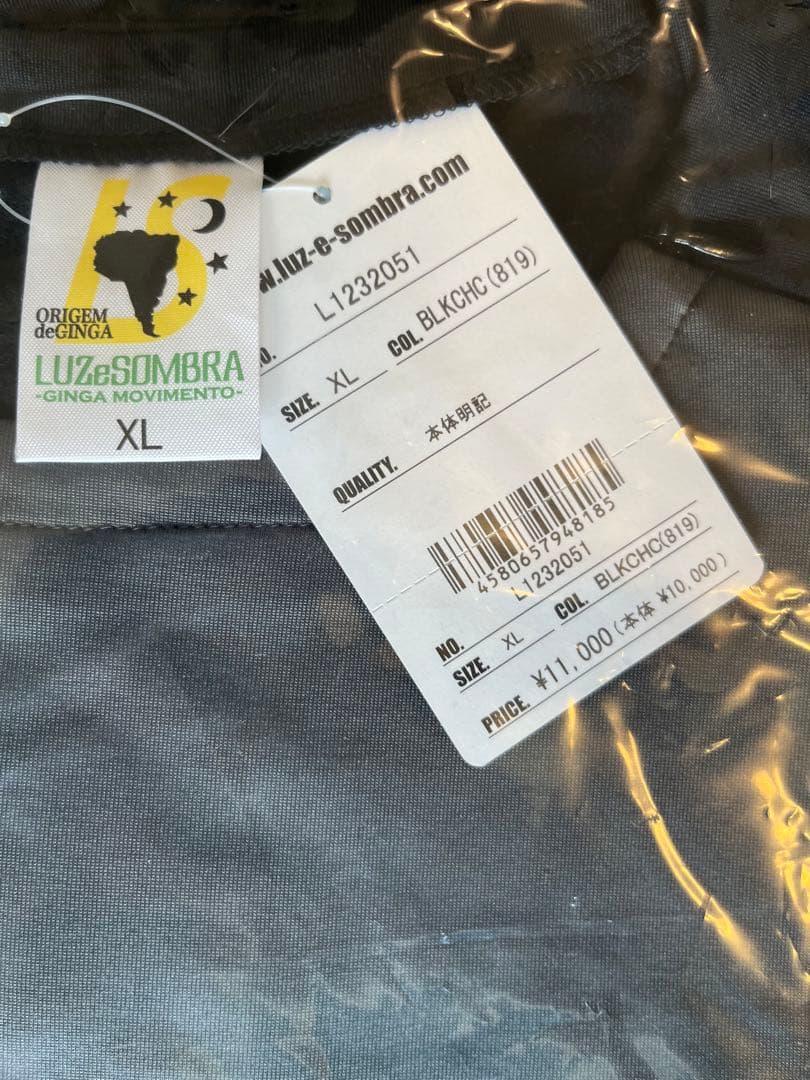 LS
ORIGEM
deGINGA
LUZeSOMBRA
-GINGA MOVIMENTO-
XL
w.luz-e-sombra.com
NO. L1232051
SIZE. XL COL. BLKCHC(819)
QUALITY. 本体明記
4580657948185
L1232051
NO.
SIZE. XL COL. BLKCHC(819)
PRICE. ¥11,000(本体 ¥10,000)